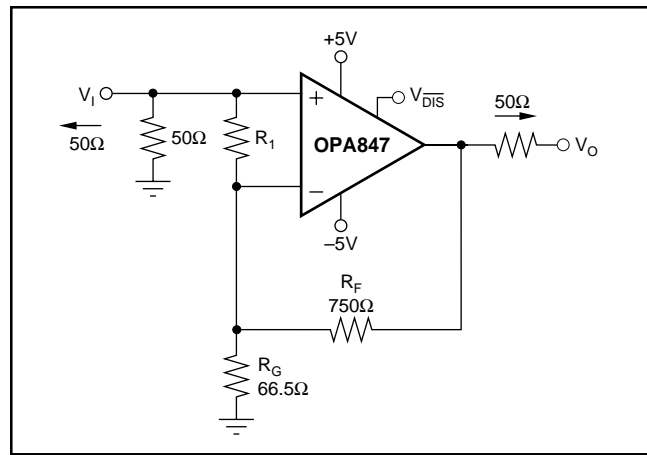 +5V
V_I
+
V_DIS̅
50Ω
50Ω
50Ω
R_1
OPA847
V_O
−
–5V
R_F
750Ω
R_G
66.5Ω